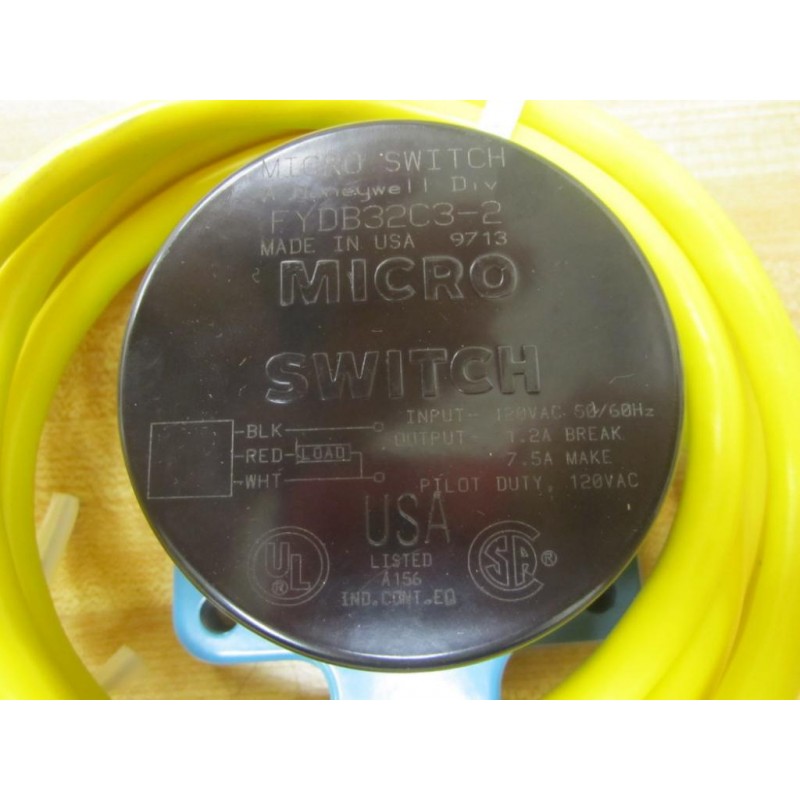 MICRO SWITCH
A Honeywell Div
FYDB32C3-2
MADE IN USA 9713
MICRO
SWITCH
INPUT- 120VAC 50/60Hz
BLK
OUTPUT- 1.2A BREAK
RED LOAD
7.5A MAKE
WHT
PILOT DUTY, 120VAC
USA
UL ®
LISTED
A156
IND.CONT.EQ
SA ®